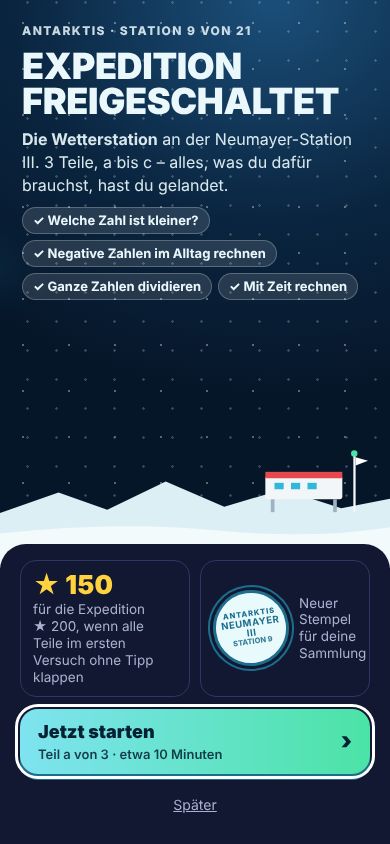 ANTARKTIS · STATION 9 VON 21
EXPEDITION
FREIGESCHALTET
Die Wetterstation an der Neumayer-Station
III. 3 Teile, a bis c – alles, was du dafür
brauchst, hast du gelandet.
✓ Welche Zahl ist kleiner?
✓ Negative Zahlen im Alltag rechnen
✓ Ganze Zahlen dividieren
✓ Mit Zeit rechnen
★ 150
für die Expedition
★ 200, wenn alle
Teile im ersten
Versuch ohne Tipp
klappen
ANTARKTIS
NEUMAYER
III
STATION 9
Neuer
Stempel
für deine
Sammlung
Jetzt starten
Teil a von 3 · etwa 10 Minuten
›
Später